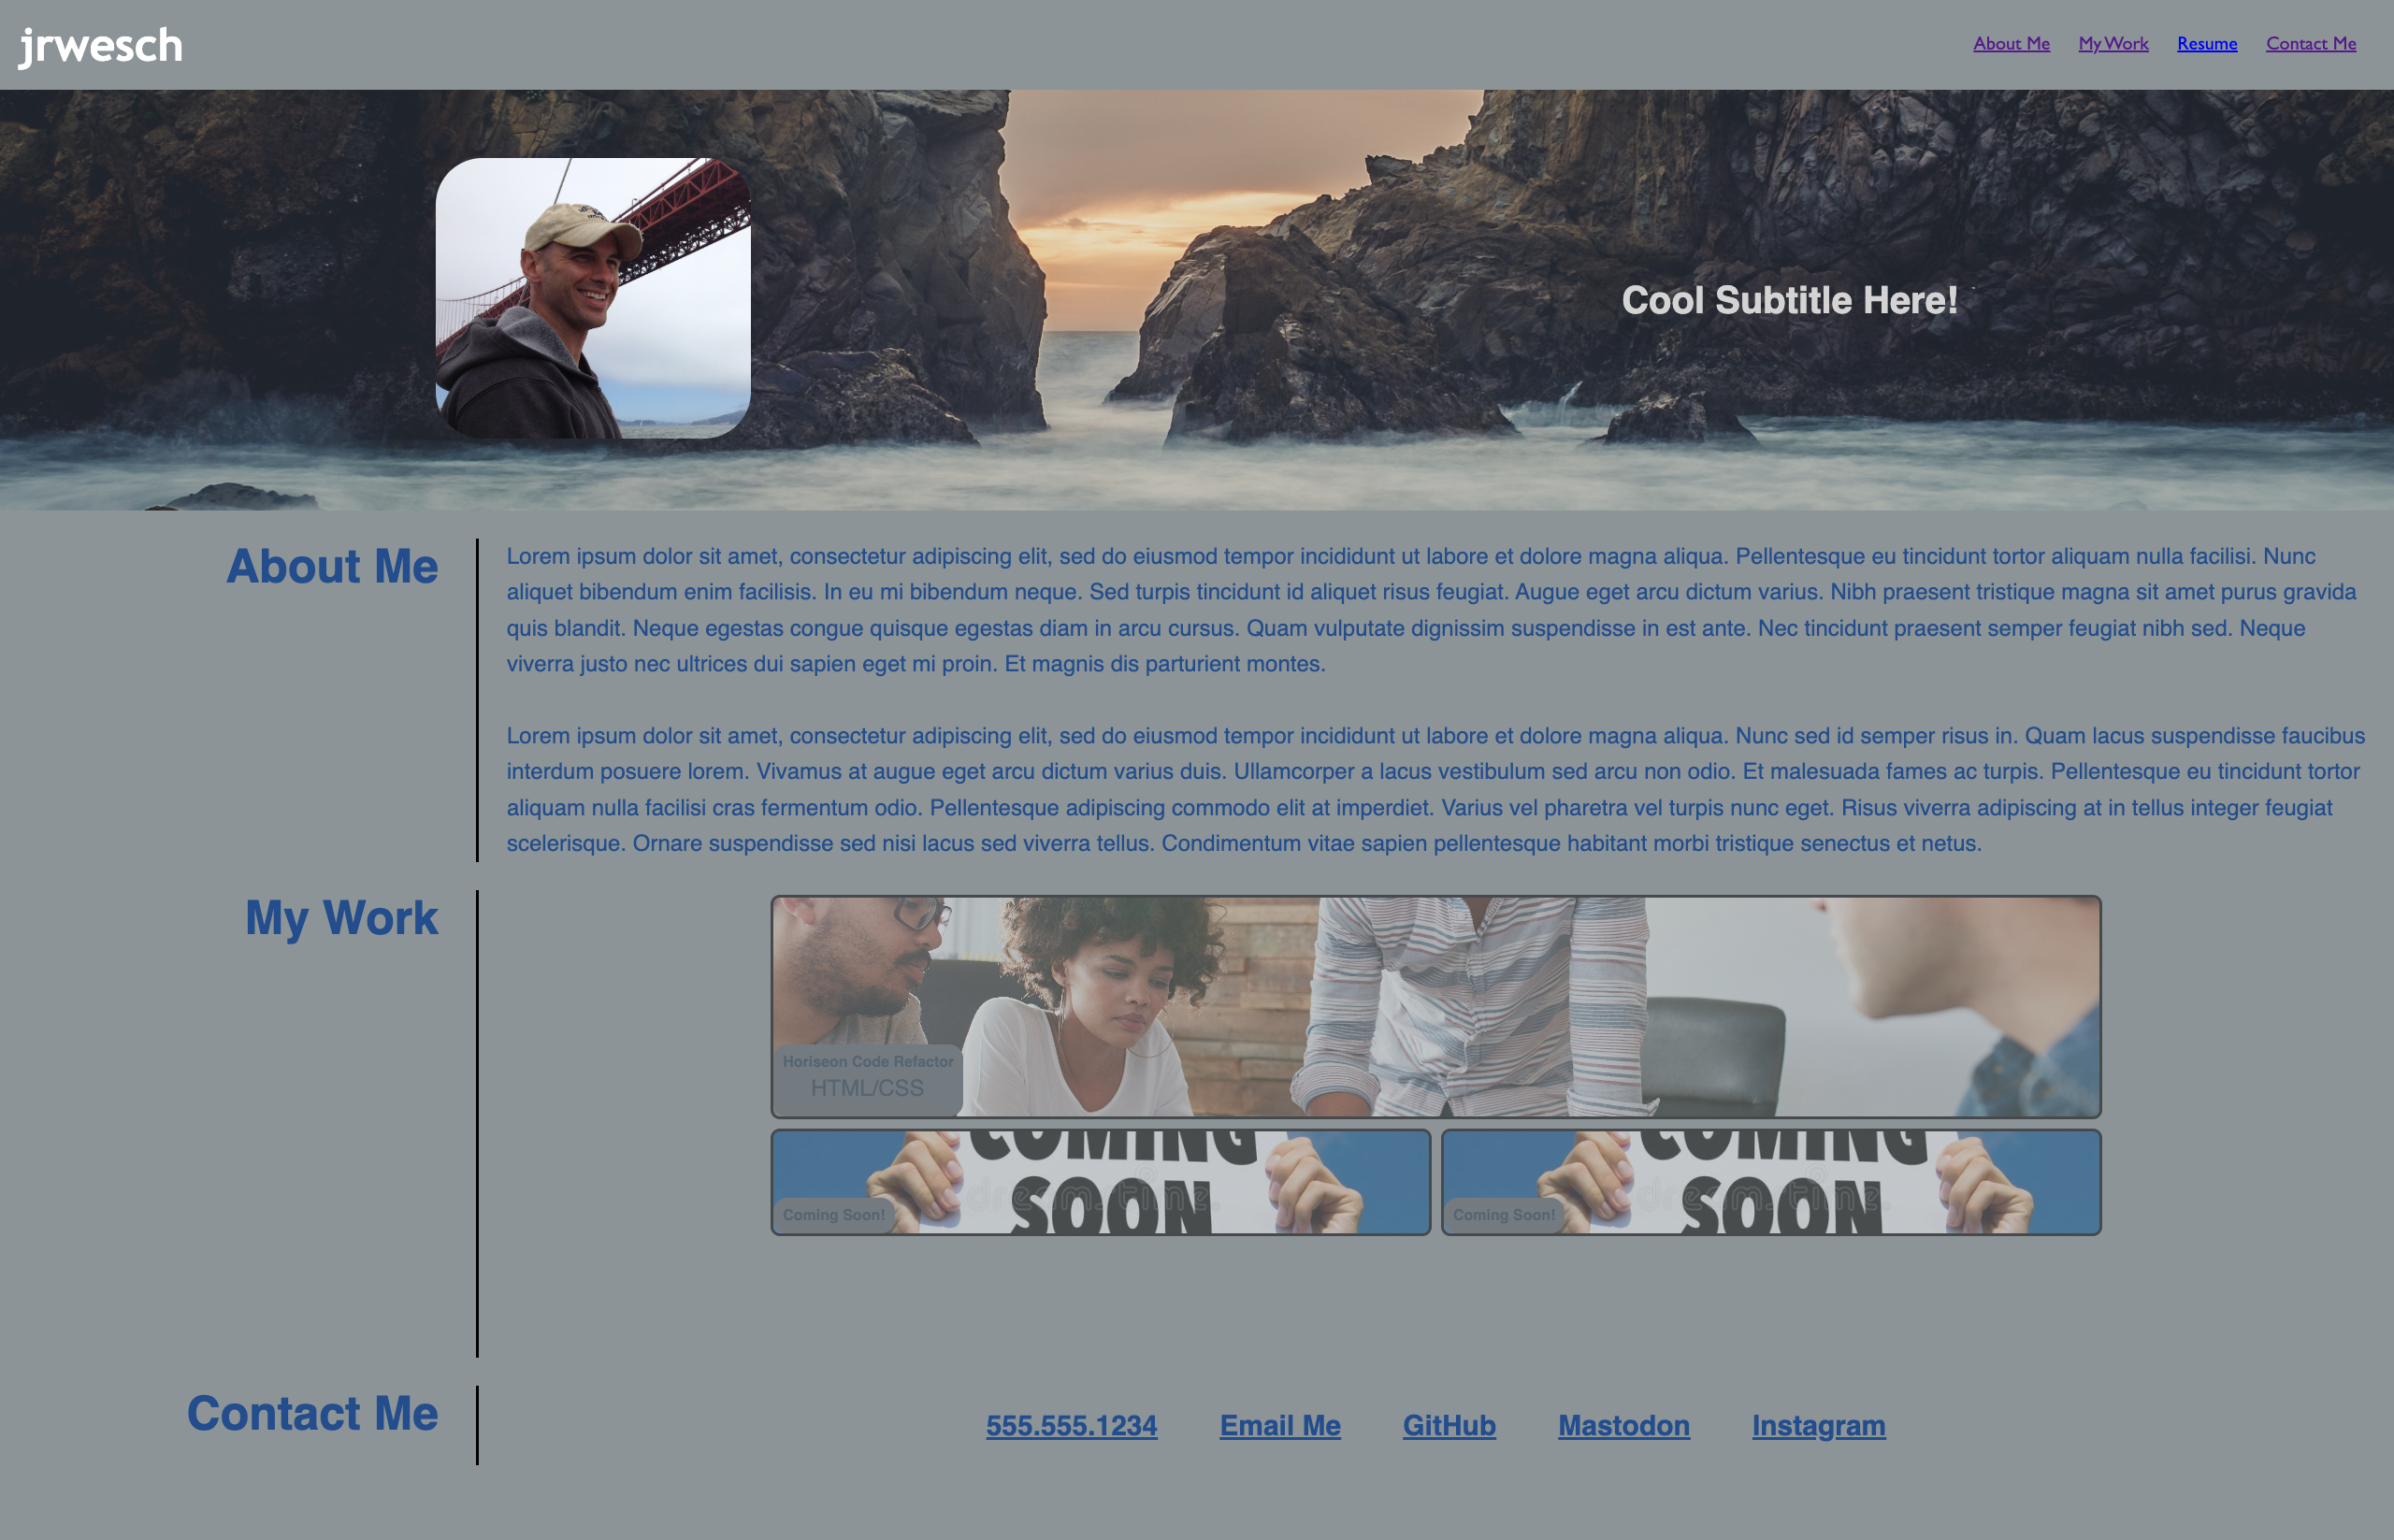 jrwesch
About Me My Work Resume Contact Me
Cool Subtitle Here!
About Me
Lorem ipsum dolor sit amet, consectetur adipiscing elit, sed do eiusmod tempor incididunt ut labore et dolore magna aliqua. Pellentesque eu tincidunt tortor aliquam nulla facilisi. Nunc
aliquet bibendum enim facilisis. In eu mi bibendum neque. Sed turpis tincidunt id aliquet risus feugiat. Augue eget arcu dictum varius. Nibh praesent tristique magna sit amet purus gravida
quis blandit. Neque egestas congue quisque egestas diam in arcu cursus. Quam vulputate dignissim suspendisse in est ante. Nec tincidunt praesent semper feugiat nibh sed. Neque
viverra justo nec ultrices dui sapien eget mi proin. Et magnis dis parturient montes.
Lorem ipsum dolor sit amet, consectetur adipiscing elit, sed do eiusmod tempor incididunt ut labore et dolore magna aliqua. Nunc sed id semper risus in. Quam lacus suspendisse faucibus
interdum posuere lorem. Vivamus at augue eget arcu dictum varius duis. Ullamcorper a lacus vestibulum sed arcu non odio. Et malesuada fames ac turpis. Pellentesque eu tincidunt tortor
aliquam nulla facilisi cras fermentum odio. Pellentesque adipiscing commodo elit at imperdiet. Varius vel pharetra vel turpis nunc eget. Risus viverra adipiscing at in tellus integer feugiat
scelerisque. Ornare suspendisse sed nisi lacus sed viverra tellus. Condimentum vitae sapien pellentesque habitant morbi tristique senectus et netus.
My Work
Horiseon Code Refactor
HTML/CSS
COMING
SOON
dreamstime.
Coming Soon!
COMING
SOON
dreamstime.
Coming Soon!
Contact Me
555.555.1234 Email Me GitHub Mastodon Instagram